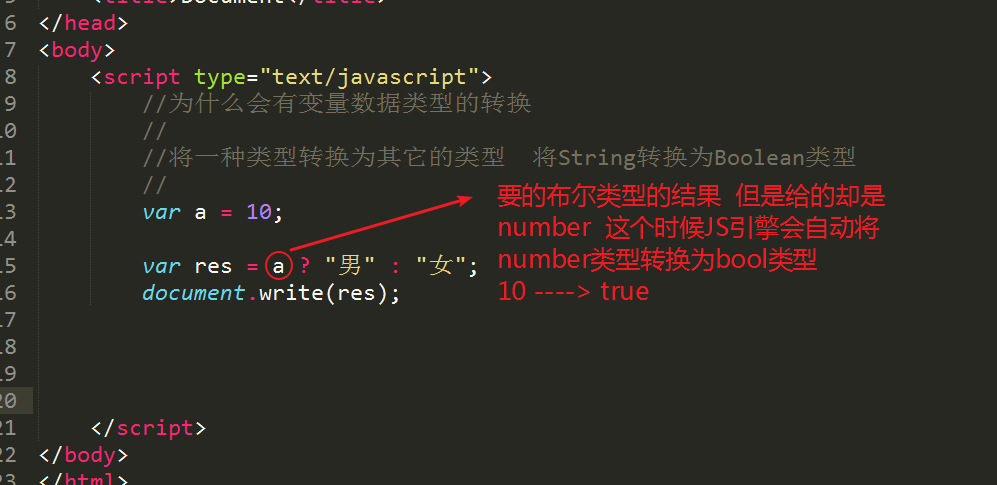 <title>Document</title>
6 </head>
7 <body>
8 <script type="text/javascript">
9 //为什么会有变量数据类型的转换
10 //
11 //将一种类型转换为其它的类型 将String转换为Boolean类型
12 //
13 var a = 10;
14
15 var res = a ? "男" : "女";
16 document.write(res);
17
18
19
20
21 </script>
22 </body>
23 </html>
要的布尔类型的结果 但是给的却是
number 这个时候JS引擎会自动将
number类型转换为bool类型
10 ----> true